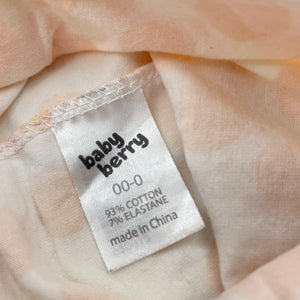 baby
berry
00-0
93% COTTON
7% ELASTANE
made in China